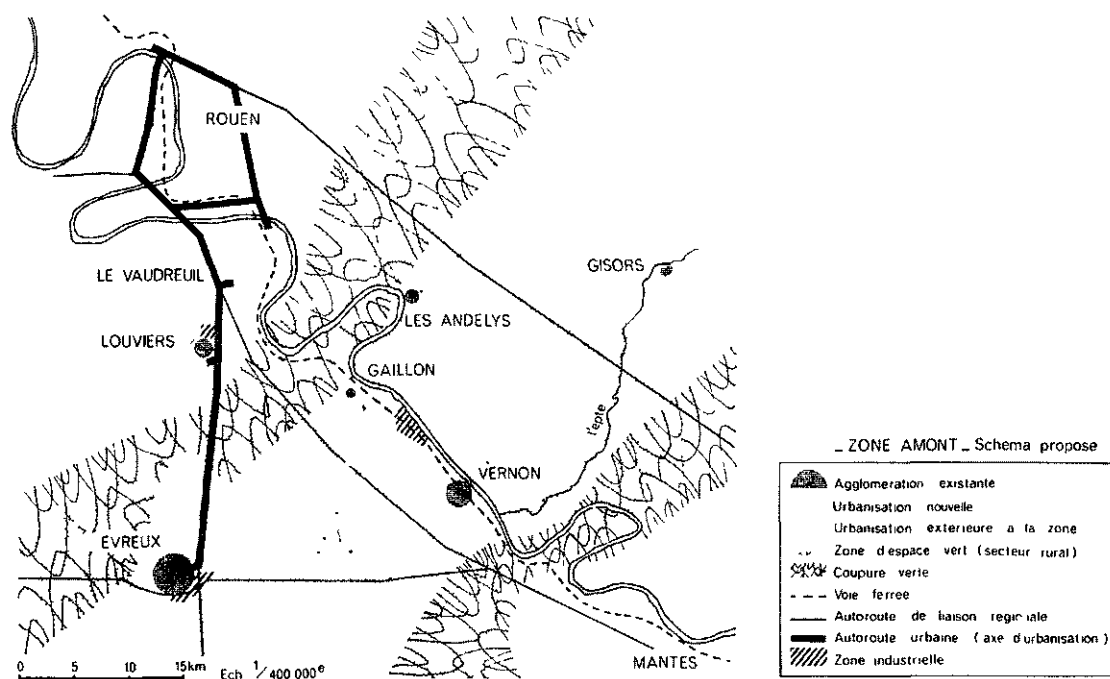 ROUEN
LE VAUDREUIL
GISORS
LES ANDELYS
LOUVIERS
GAILLON
l'epte
VERNON
EVREUX
MANTES
0 5 10 15km
Ech 1/400 000e
_ ZONE AMONT _ Schema propose
Agglomeration existante
Urbanisation nouvelle
Urbanisation exterieure a la zone
Zone d espace vert (secteur rural)
Coupure verte
Voie ferree
Autoroute de liaison regionale
Autoroute urbaine (axe d'urbanisation)
Zone industrielle